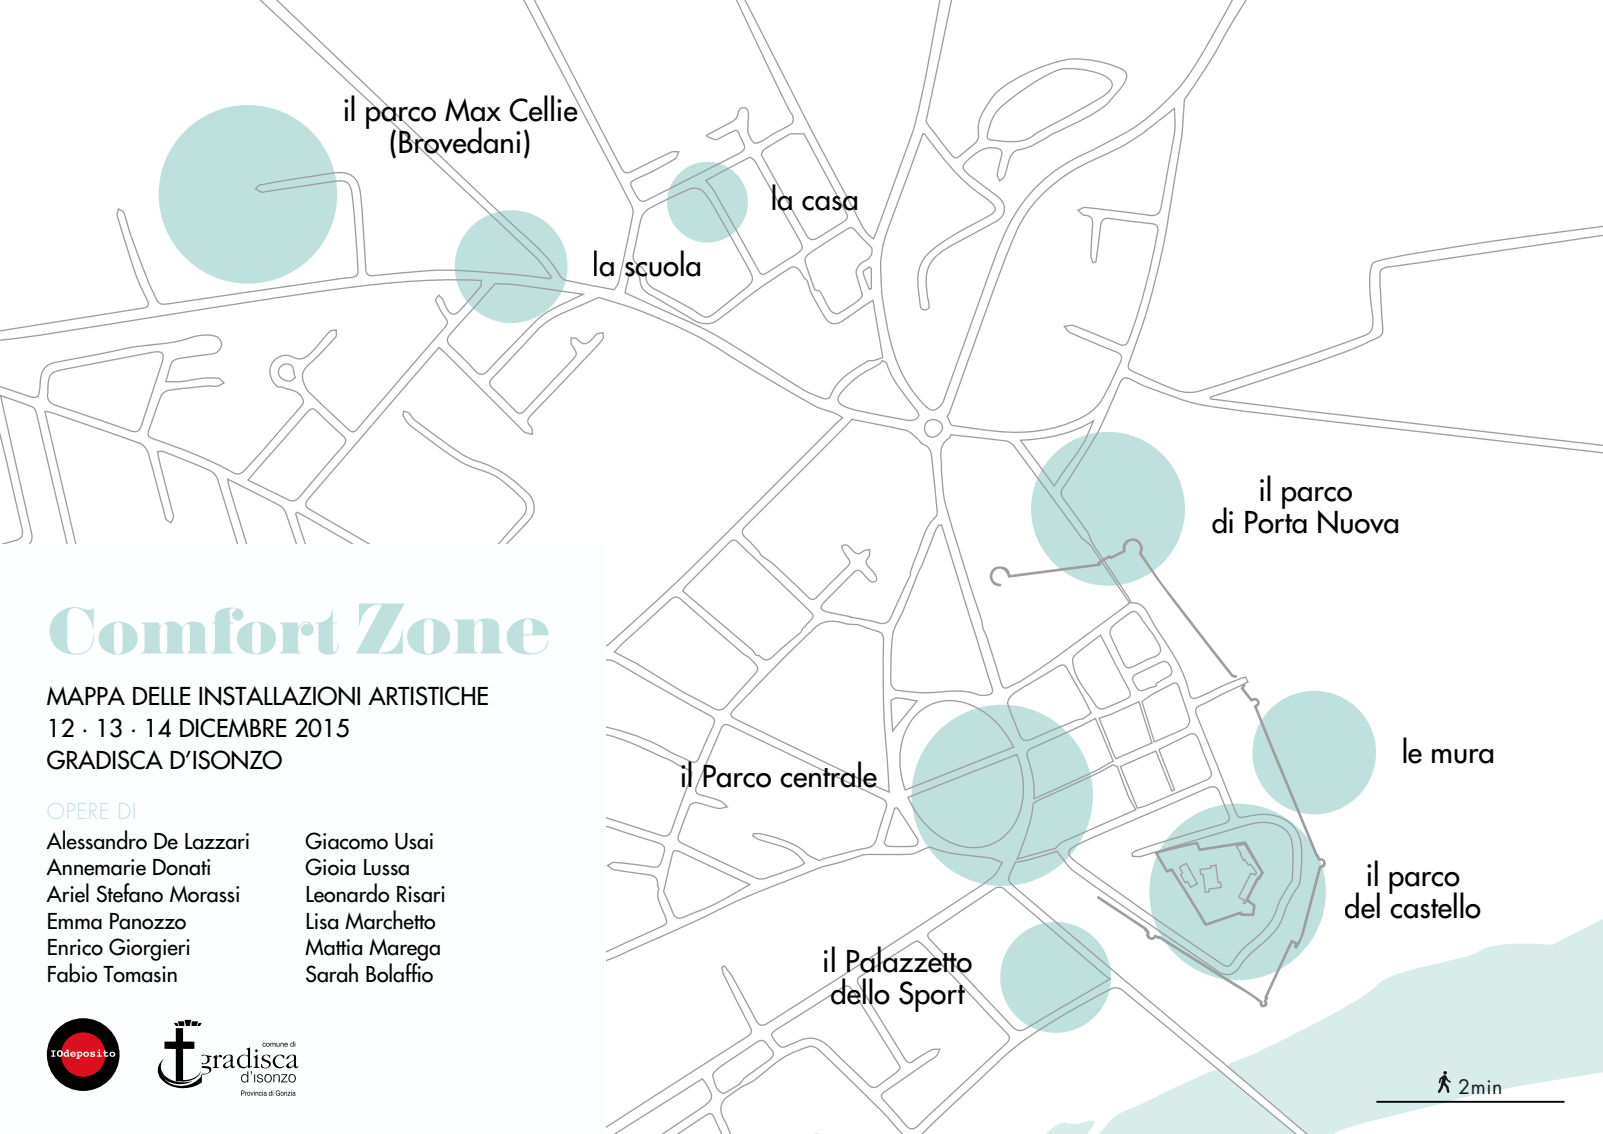 il parco Max Cellie
(Brovedani)
la casa
la scuola
il parco
di Porta Nuova
il Parco centrale
le mura
il parco
del castello
il Palazzetto
dello Sport
Comfort Zone
MAPPA DELLE INSTALLAZIONI ARTISTICHE
12 · 13 · 14 DICEMBRE 2015
GRADISCA D'ISONZO
OPERE DI
Alessandro De Lazzari
Annemarie Donati
Ariel Stefano Morassi
Emma Panozzo
Enrico Giorgieri
Fabio Tomasin
Giacomo Usai
Gioia Lussa
Leonardo Risari
Lisa Marchetto
Mattia Marega
Sarah Bolaffio
IOdeposito
comune di
gradisca
d'isonzo
Provincia di Gorizia
2min